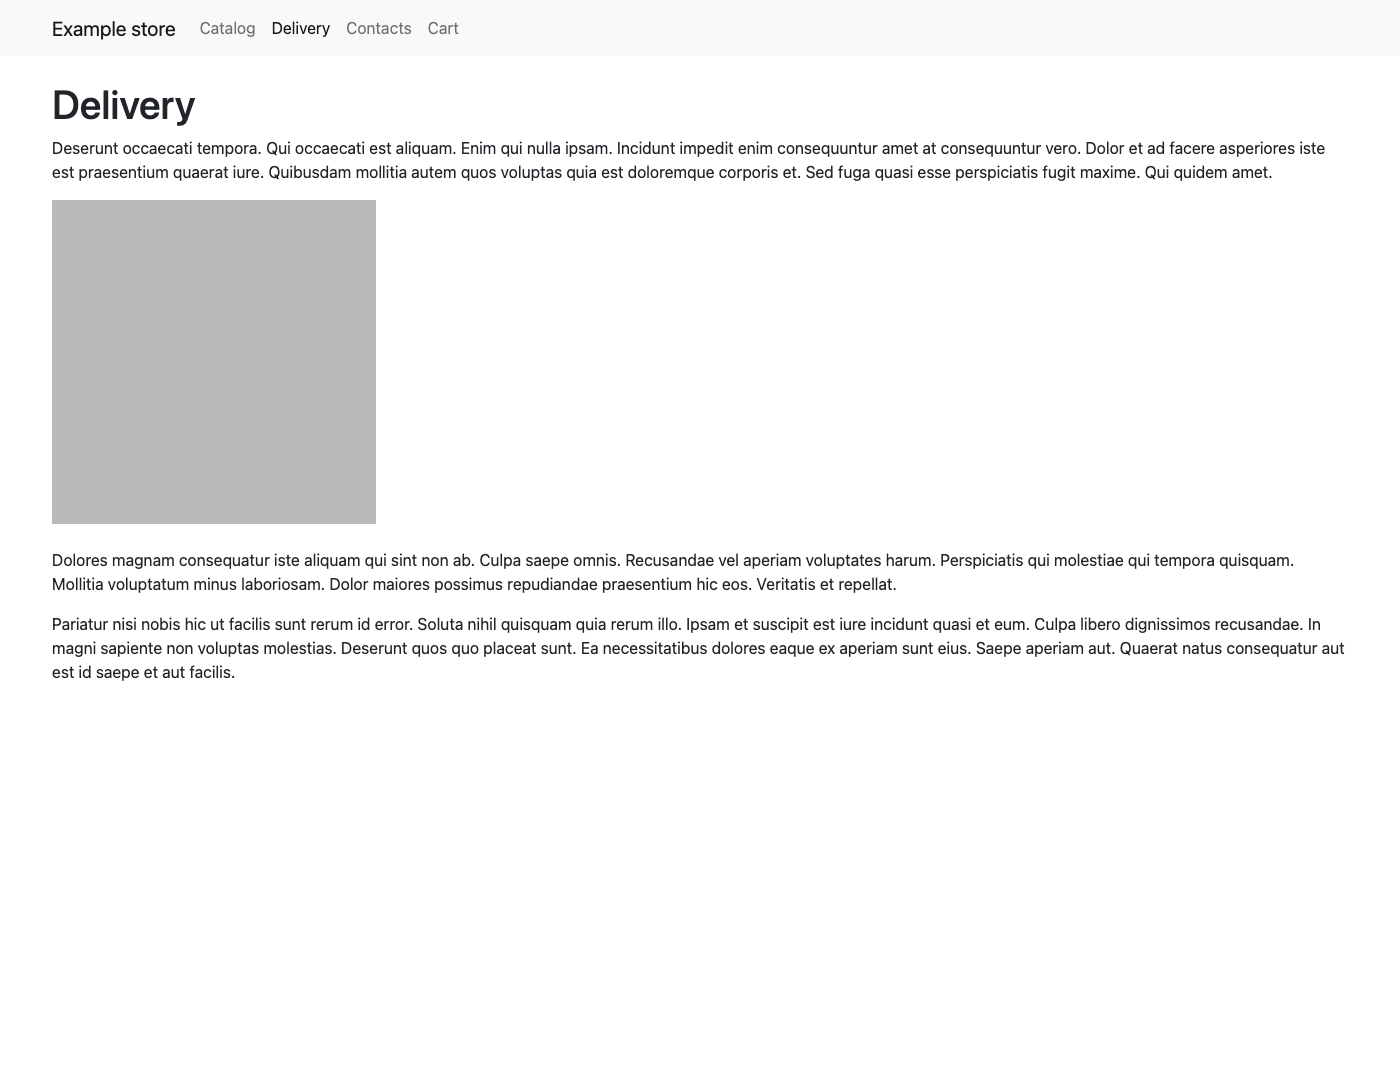 Example store
Catalog
Delivery
Contacts
Cart
Delivery
Deserunt occaecati tempora. Qui occaecati est aliquam. Enim qui nulla ipsam. Incidunt impedit enim consequuntur amet at consequuntur vero. Dolor et ad facere asperiores iste
est praesentium quaerat iure. Quibusdam mollitia autem quos voluptas quia est doloremque corporis et. Sed fuga quasi esse perspiciatis fugit maxime. Qui quidem amet.
Dolores magnam consequatur iste aliquam qui sint non ab. Culpa saepe omnis. Recusandae vel aperiam voluptates harum. Perspiciatis qui molestiae qui tempora quisquam.
Mollitia voluptatum minus laboriosam. Dolor maiores possimus repudiandae praesentium hic eos. Veritatis et repellat.
Pariatur nisi nobis hic ut facilis sunt rerum id error. Soluta nihil quisquam quia rerum illo. Ipsam et suscipit est iure incidunt quasi et eum. Culpa libero dignissimos recusandae. In
magni sapiente non voluptas molestias. Deserunt quos quo placeat sunt. Ea necessitatibus dolores eaque ex aperiam sunt eius. Saepe aperiam aut. Quaerat natus consequatur aut
est id saepe et aut facilis.